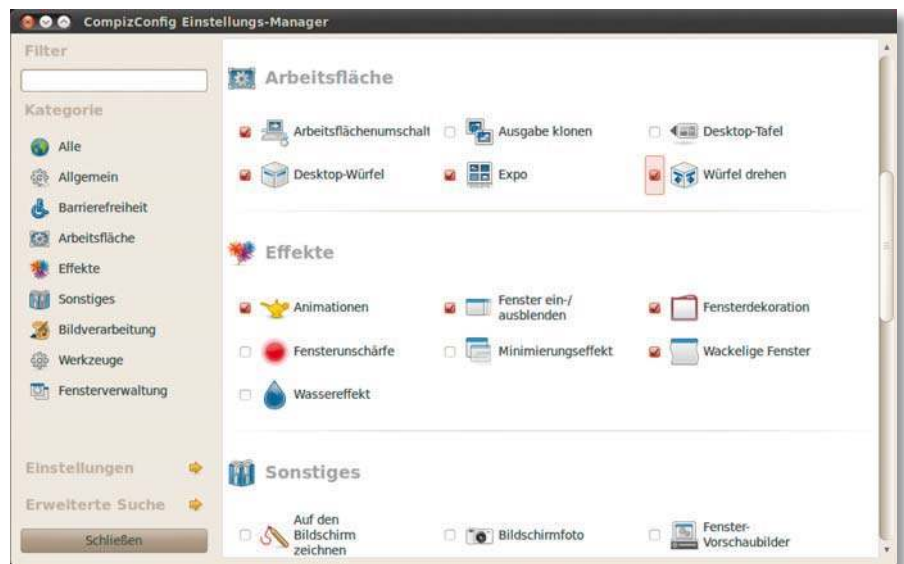 CompizConfig Einstellungs-Manager
Filter
Kategorie
Alle
Allgemein
Barrierefreiheit
Arbeitsfläche
Effekte
Sonstiges
Bildverarbeitung
Werkzeuge
Fensterverwaltung
Einstellungen
Erweiterte Suche
Schließen
Arbeitsfläche
Arbeitsflächenumschalt
Ausgabe klonen
Desktop-Tafel
Desktop-Würfel
Expo
Würfel drehen
Effekte
Animationen
Fenster ein-/
ausblenden
Fensterdekoration
Fensterunschärfe
Minimierungseffekt
Wackelige Fenster
Wassereffekt
Sonstiges
Auf den
Bildschirm
zeichnen
Bildschirmfoto
Fenster-
Vorschaubilder